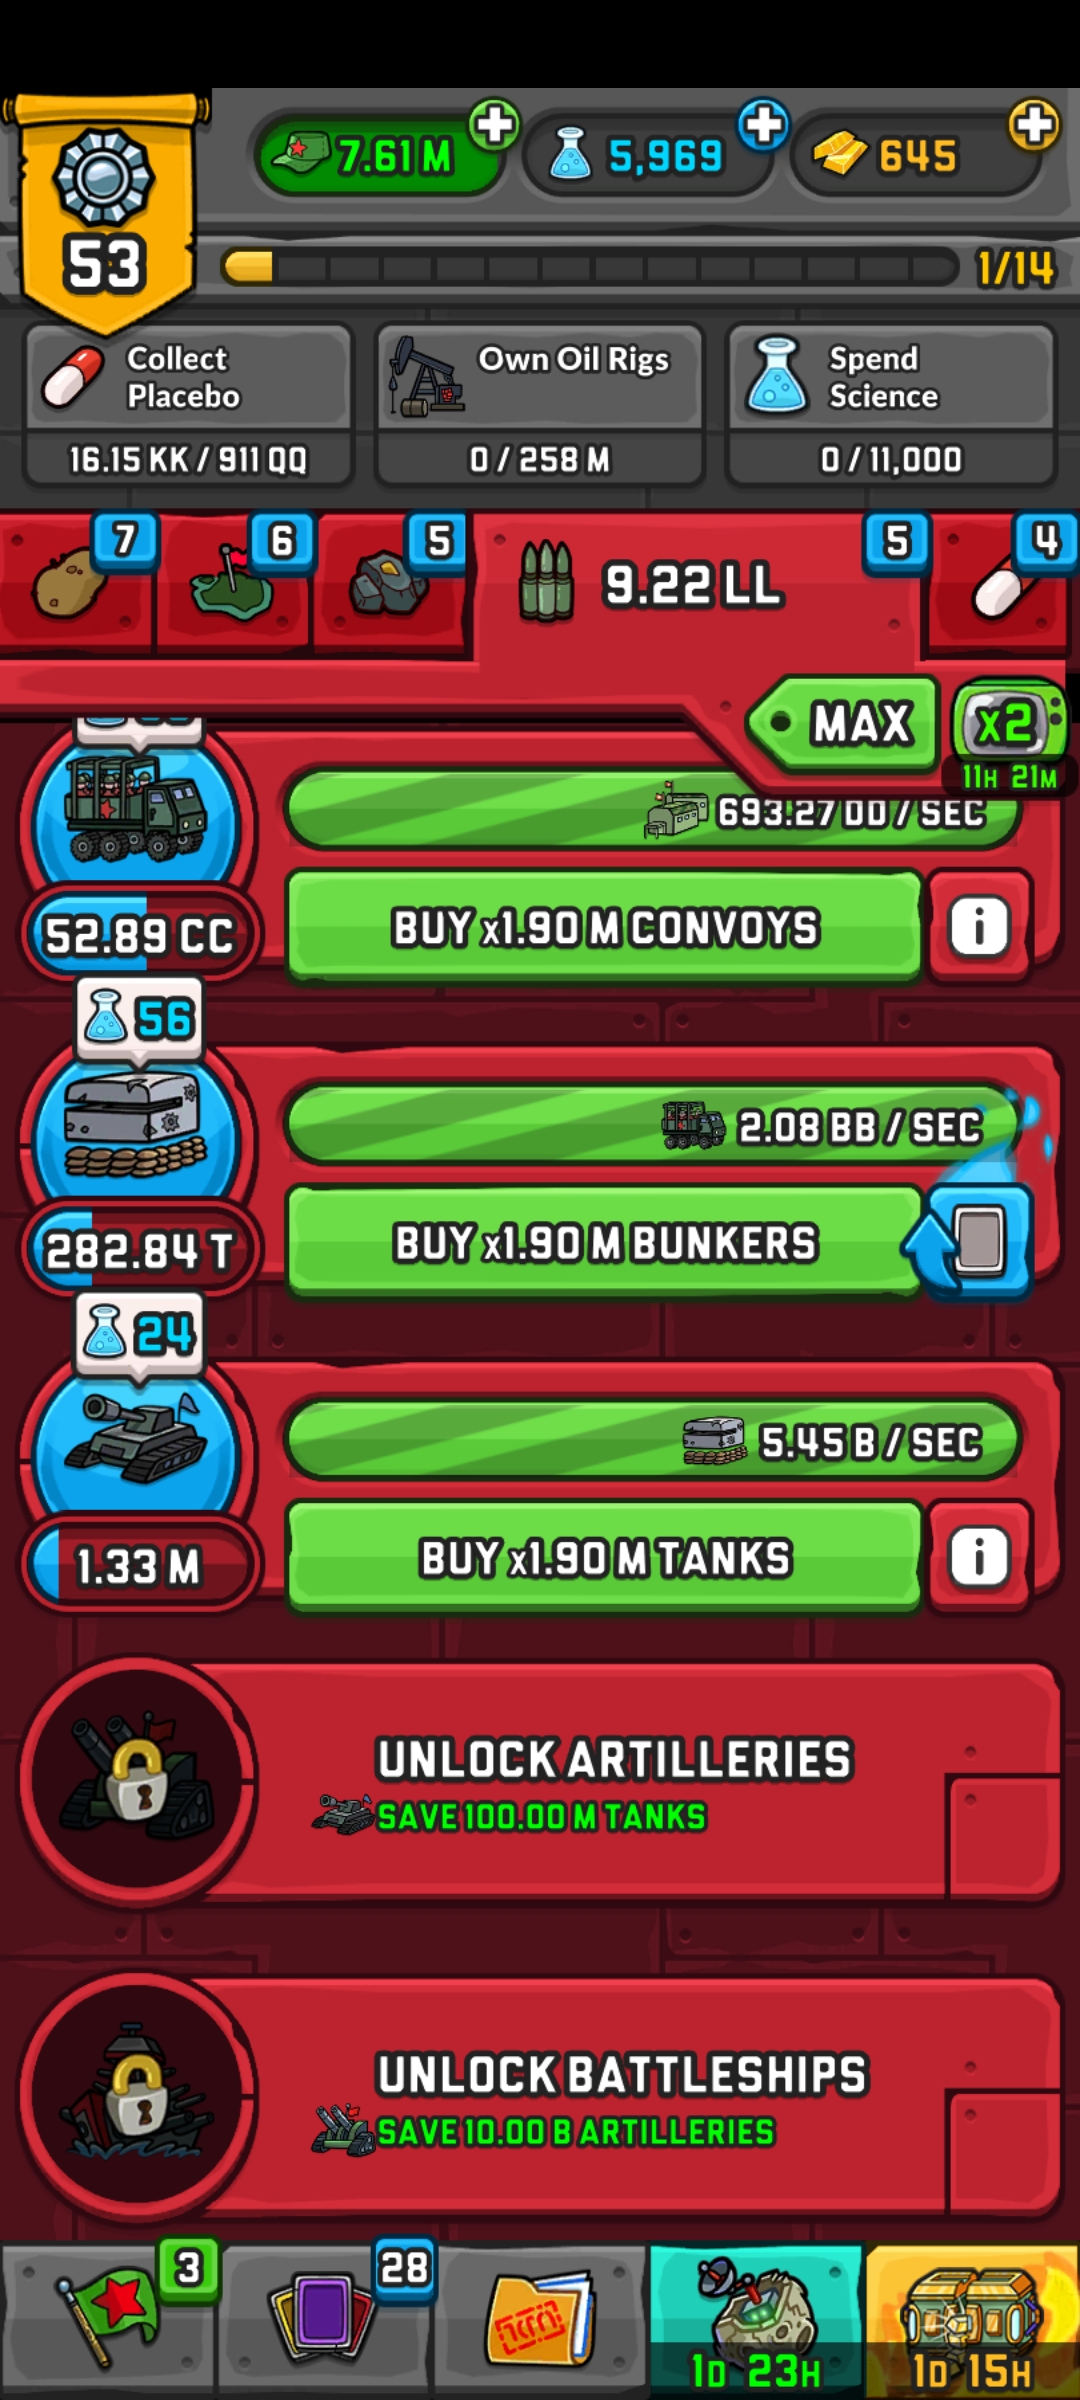 7.61 M
5,969
645
53
1/14
Collect
Placebo
16.15 KK / 911 QQ
Own Oil Rigs
0 / 258 M
Spend
Science
0 / 11,000
7
6
5
9.22 LL
5
4
MAX
x2
11H 21M
693.27 DD / SEC
52.89 CC
BUY x1.90 M CONVOYS
i
56
2.08 BB / SEC
282.84 T
BUY x1.90 M BUNKERS
24
5.45 B / SEC
1.33 M
BUY x1.90 M TANKS
i
UNLOCK ARTILLERIES
SAVE 100.00 M TANKS
UNLOCK BATTLESHIPS
SAVE 10.00 B ARTILLERIES
3
28
1D 23H
1D 15H